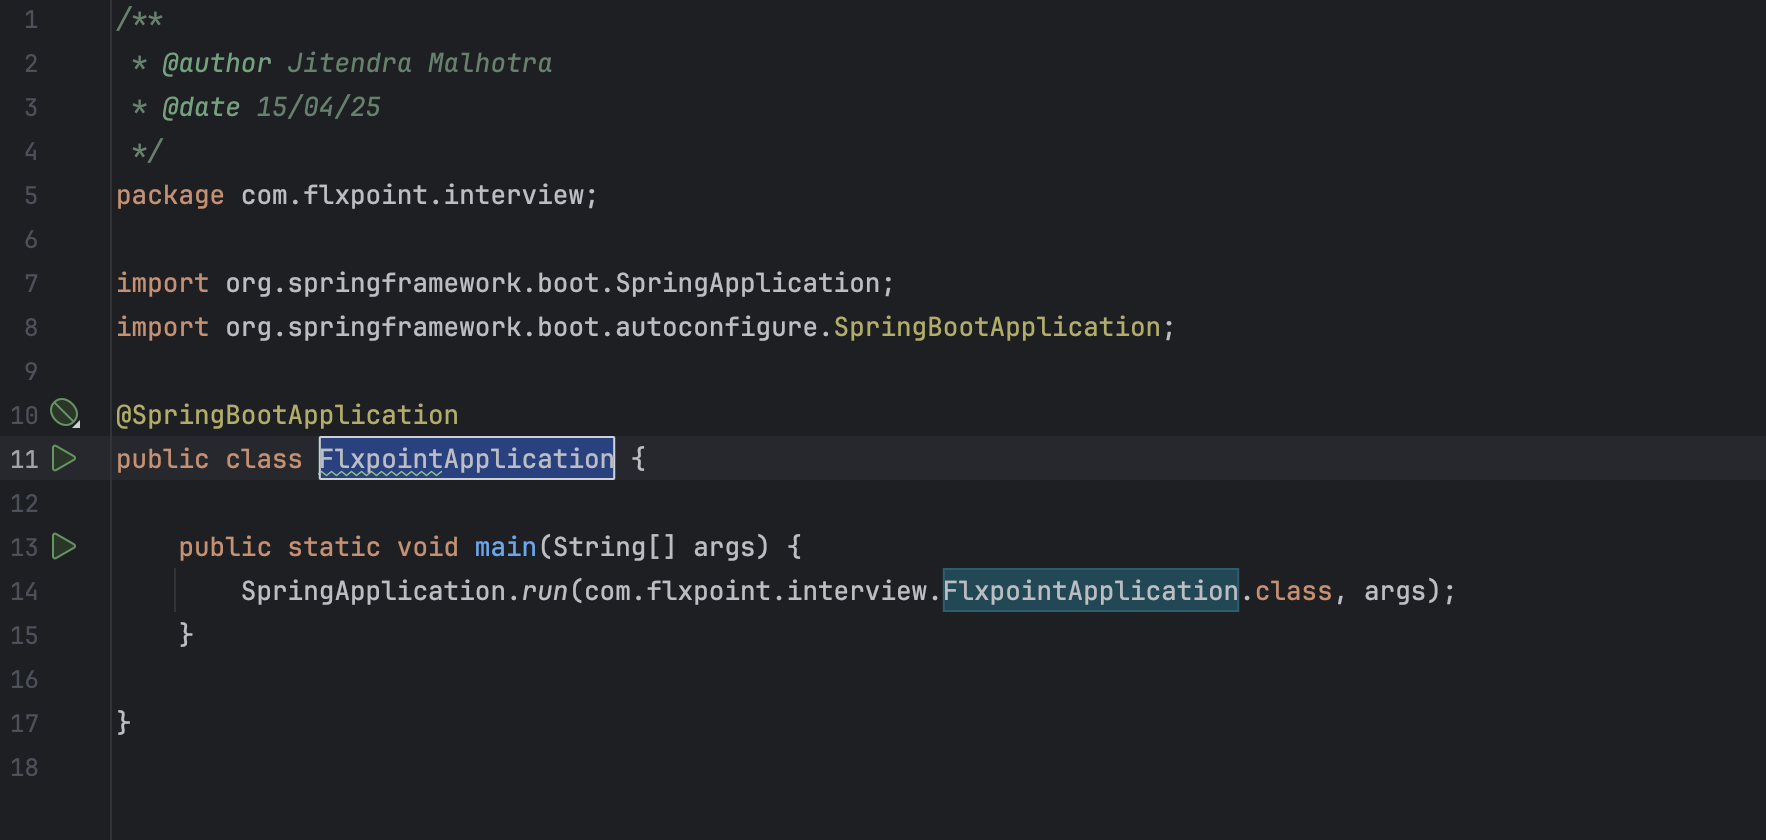 1 /**
2  * @author Jitendra Malhotra
3  * @date 15/04/25
4  */
5 package com.flxpoint.interview;
6
7 import org.springframework.boot.SpringApplication;
8 import org.springframework.boot.autoconfigure.SpringBootApplication;
9
10 @SpringBootApplication
11 public class FlxpointApplication {
12
13     public static void main(String[] args) {
14         SpringApplication.run(com.flxpoint.interview.FlxpointApplication.class, args);
15     }
16
17 }
18